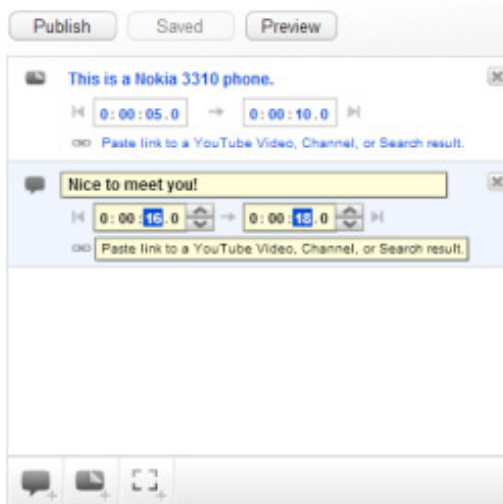 Publish Saved Preview
This is a Nokia 3310 phone.
0: 00: 05. 0 → 0: 00: 10. 0
Paste link to a YouTube Video, Channel, or Search result.
Nice to meet you!
0: 00: 16. 0 → 0: 00: 18. 0
Paste link to a YouTube Video, Channel, or Search result.